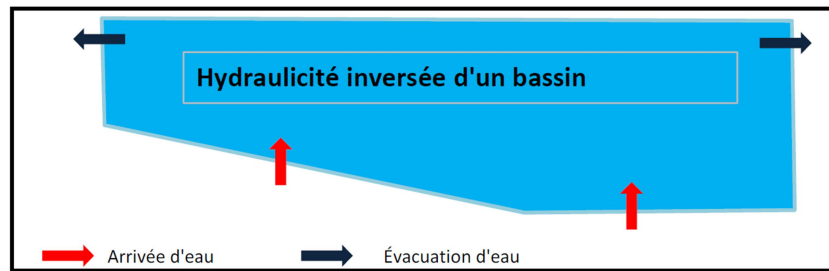 Hydraulicité inversée d'un bassin
Arrivée d'eau
Évacuation d'eau